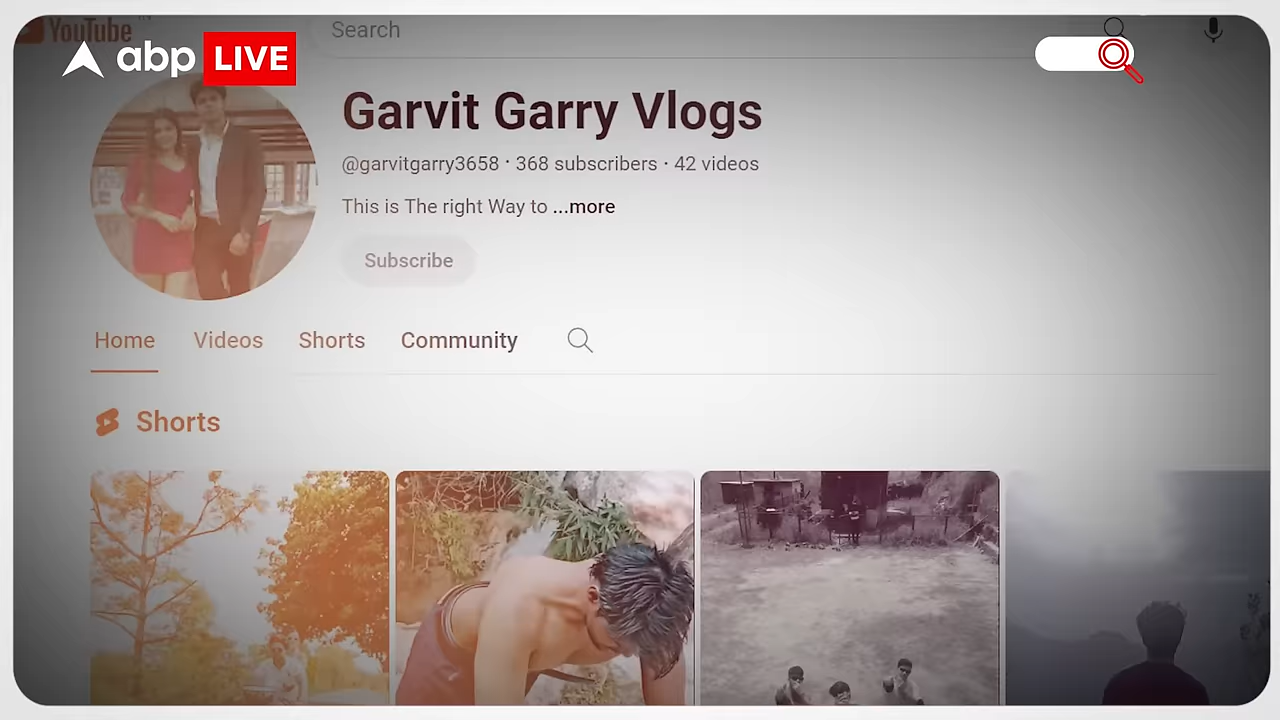 YouTube IN
Search
abp LIVE
Garvit Garry Vlogs
@garvitgarry3658 · 368 subscribers · 42 videos
This is The right Way to ...more
Subscribe
Home Videos Shorts Community
Shorts